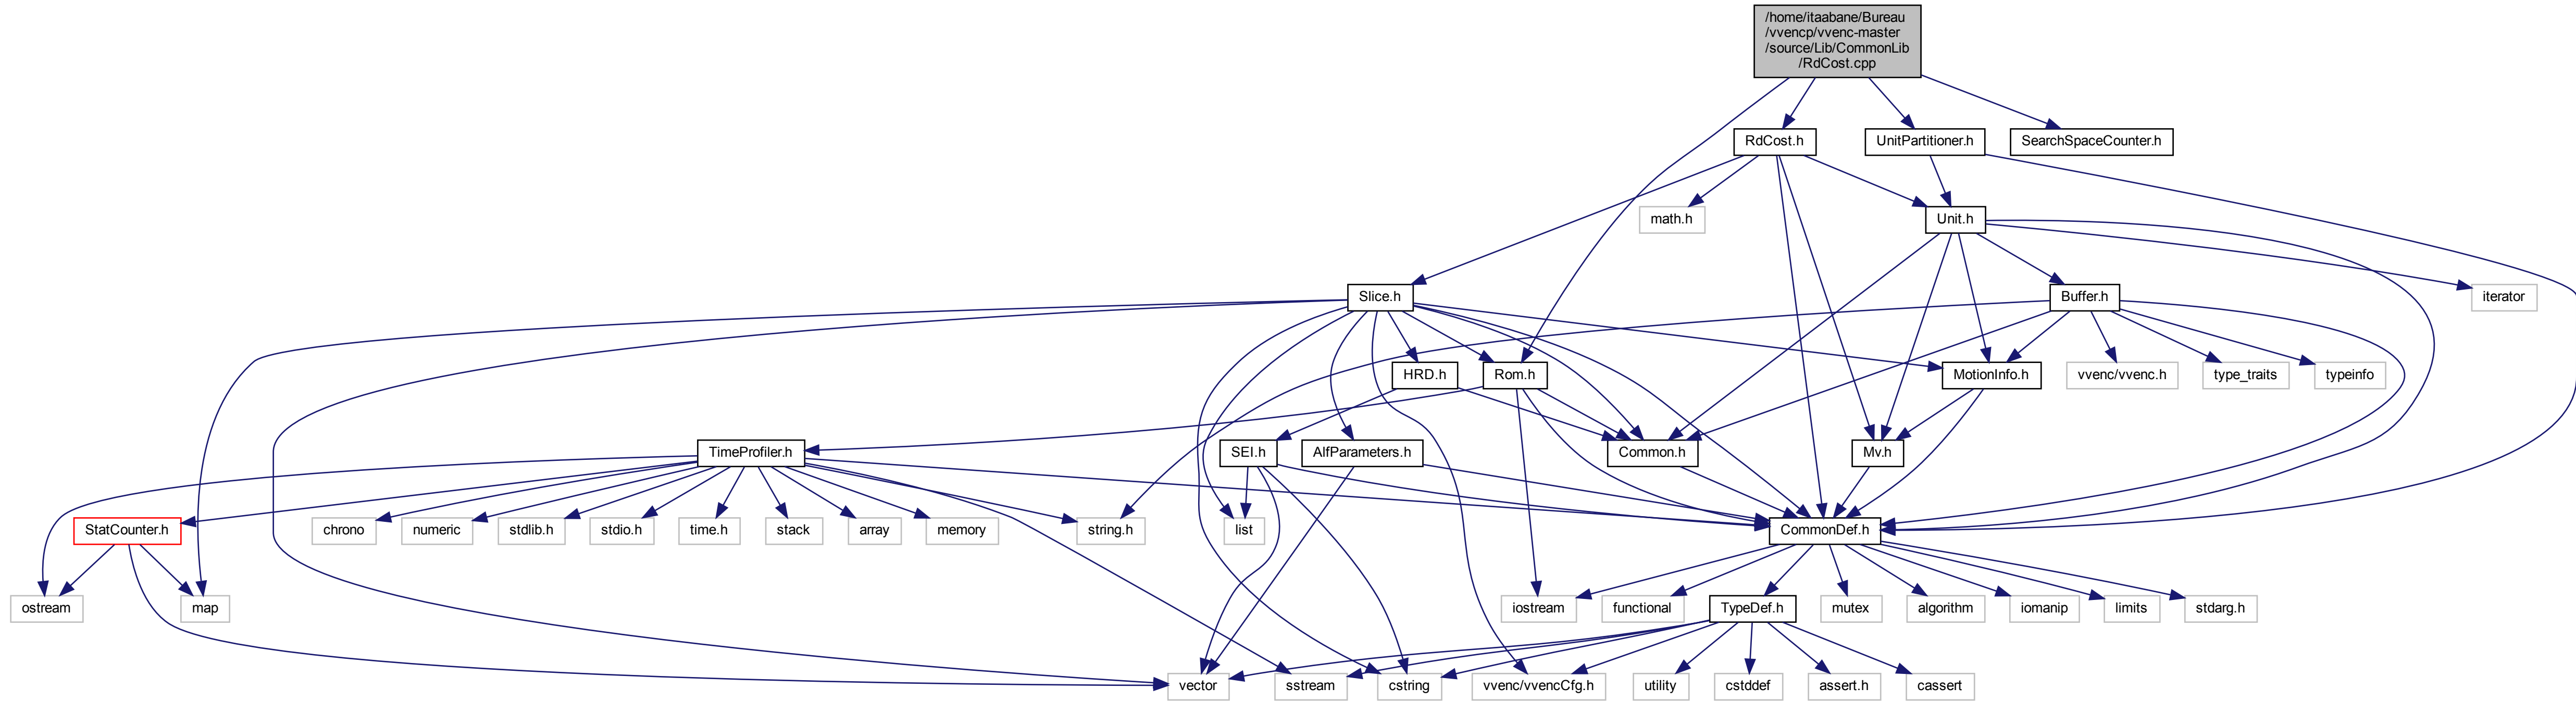 /home/itaabane/Bureau
/vvencp/vvenc-master
/source/Lib/CommonLib
/RdCost.cpp
RdCost.h
UnitPartitioner.h
SearchSpaceCounter.h
math.h
Unit.h
Slice.h
Buffer.h
iterator
HRD.h
Rom.h
MotionInfo.h
vvenc/vvenc.h
type_traits
typeinfo
TimeProfiler.h
SEI.h
AlfParameters.h
Common.h
Mv.h
StatCounter.h
chrono
numeric
stdlib.h
stdio.h
time.h
stack
array
memory
string.h
list
CommonDef.h
ostream
map
iostream
functional
TypeDef.h
mutex
algorithm
iomanip
limits
stdarg.h
vector
sstream
cstring
vvenc/vvencCfg.h
utility
cstddef
assert.h
cassert